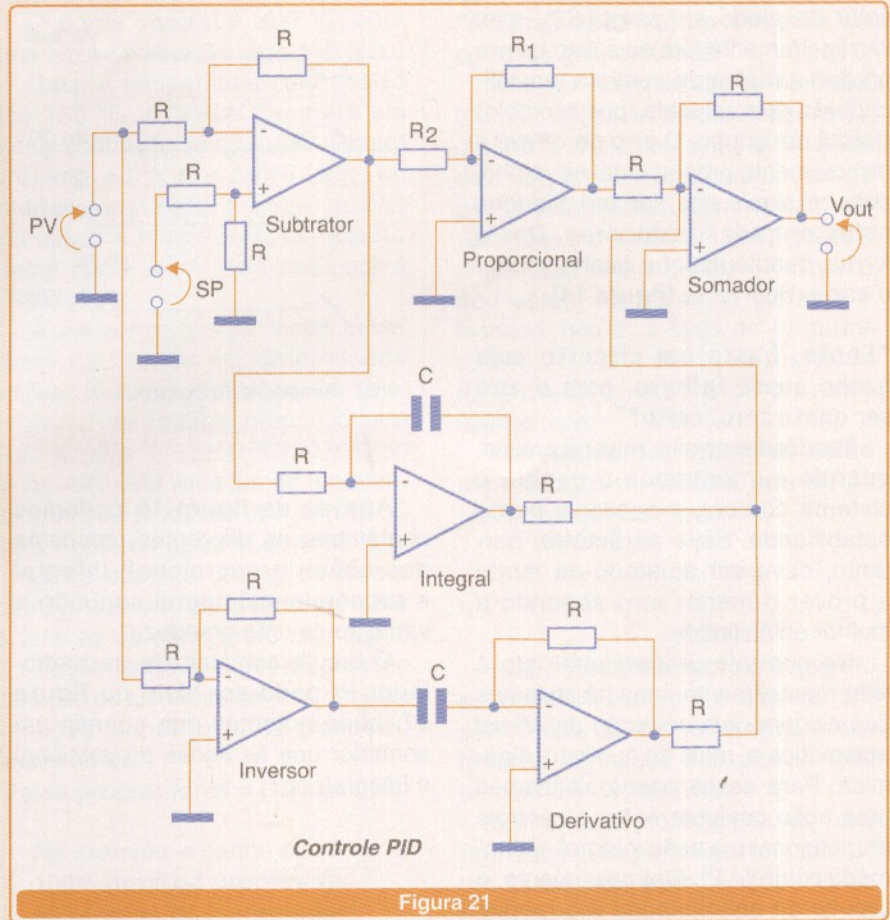 R
R₁
R
R
-
+
Subtrator
R
R
PV
SP
R₂
-
+
Proporcional
R
-
+
Somador
Vout
C
R
-
+
Integral
R
R
R
-
+
Inversor
C
R
-
+
Derivativo
R
Controle PID
Figura 21